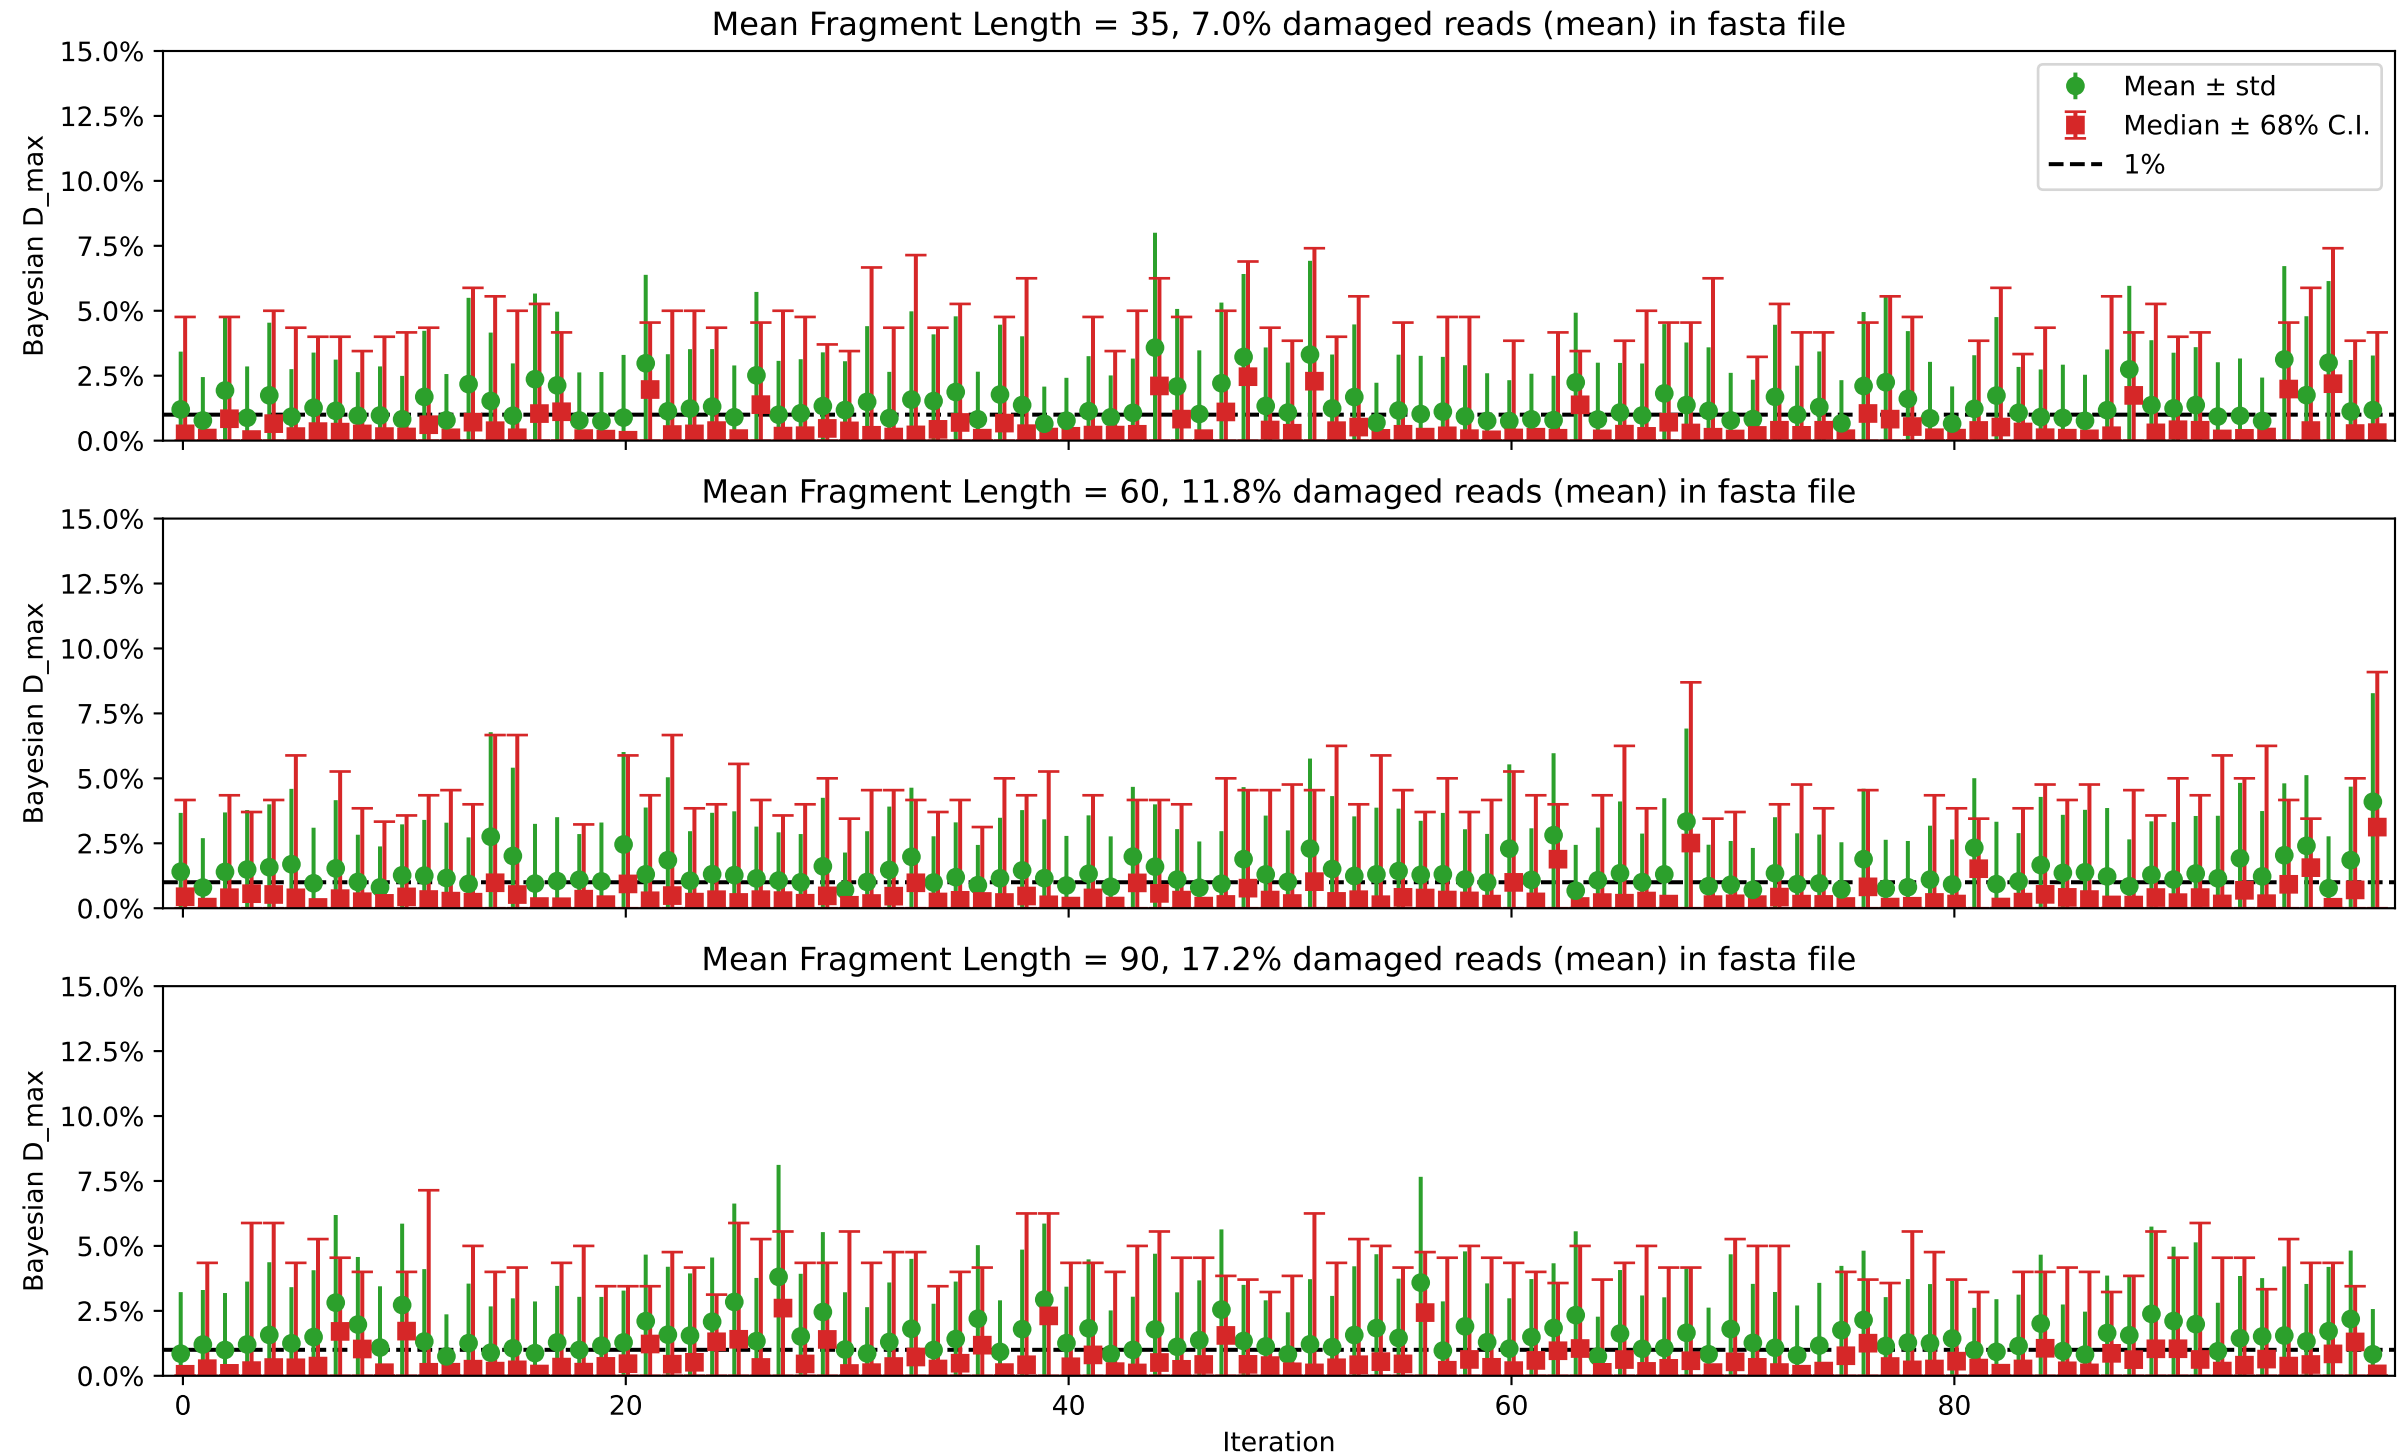 Mean Fragment Length = 35, 7.0% damaged reads (mean) in fasta file
15.0%
12.5%
10.0%
7.5%
5.0%
2.5%
0.0%
Bayesian D_max
Mean ± std
Median ± 68% C.I.
1%
Mean Fragment Length = 60, 11.8% damaged reads (mean) in fasta file
15.0%
12.5%
10.0%
7.5%
5.0%
2.5%
0.0%
Bayesian D_max
Mean Fragment Length = 90, 17.2% damaged reads (mean) in fasta file
15.0%
12.5%
10.0%
7.5%
5.0%
2.5%
0.0%
Bayesian D_max
0 20 40 60 80
Iteration